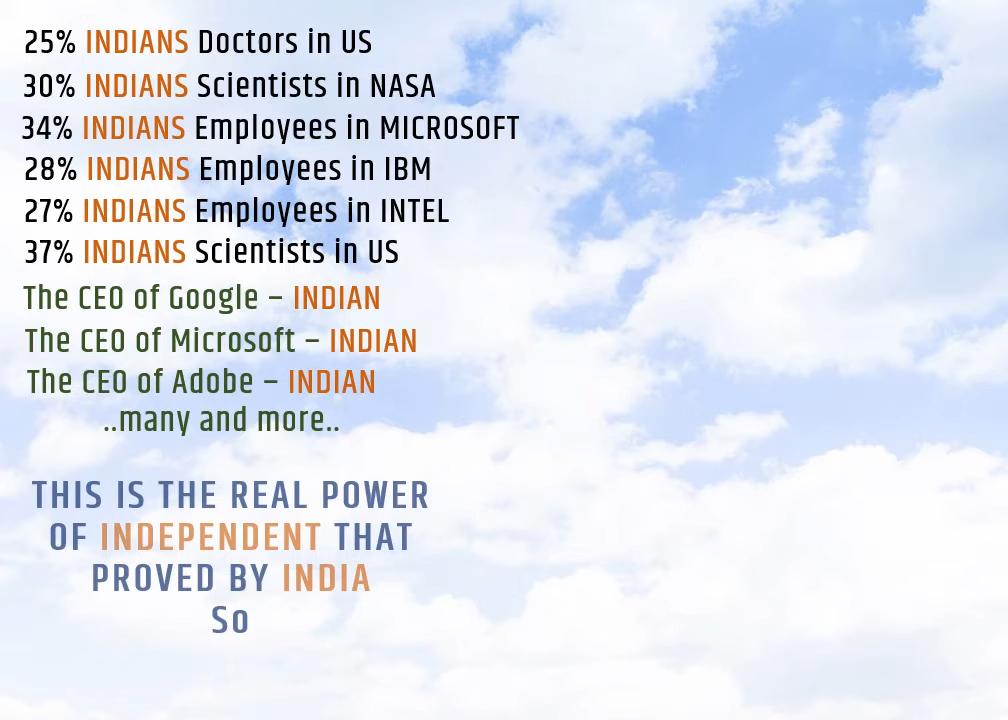 25% INDIANS Doctors in US
30% INDIANS Scientists in NASA
34% INDIANS Employees in MICROSOFT
28% INDIANS Employees in IBM
27% INDIANS Employees in INTEL
37% INDIANS Scientists in US
The CEO of Google – INDIAN
The CEO of Microsoft – INDIAN
The CEO of Adobe – INDIAN
..many and more..
THIS IS THE REAL POWER
OF INDEPENDENT THAT
PROVED BY INDIA
So